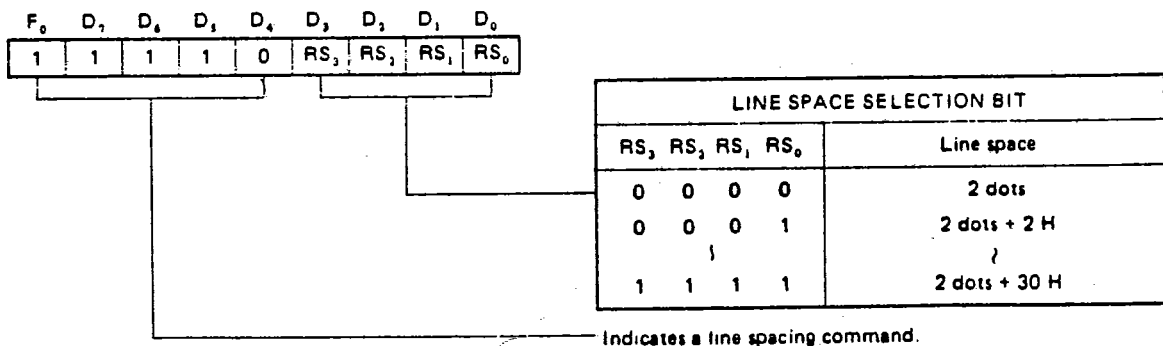 F₀ D₇ D₆ D₅ D₄ D₃ D₂ D₁ D₀
1 1 1 1 0 RS₃ RS₂ RS₁ RS₀
LINE SPACE SELECTION BIT
RS₃ RS₂ RS₁ RS₀ Line space
0 0 0 0 2 dots
0 0 0 1 2 dots + 2 H
≀ ≀
1 1 1 1 2 dots + 30 H
Indicates a line spacing command.